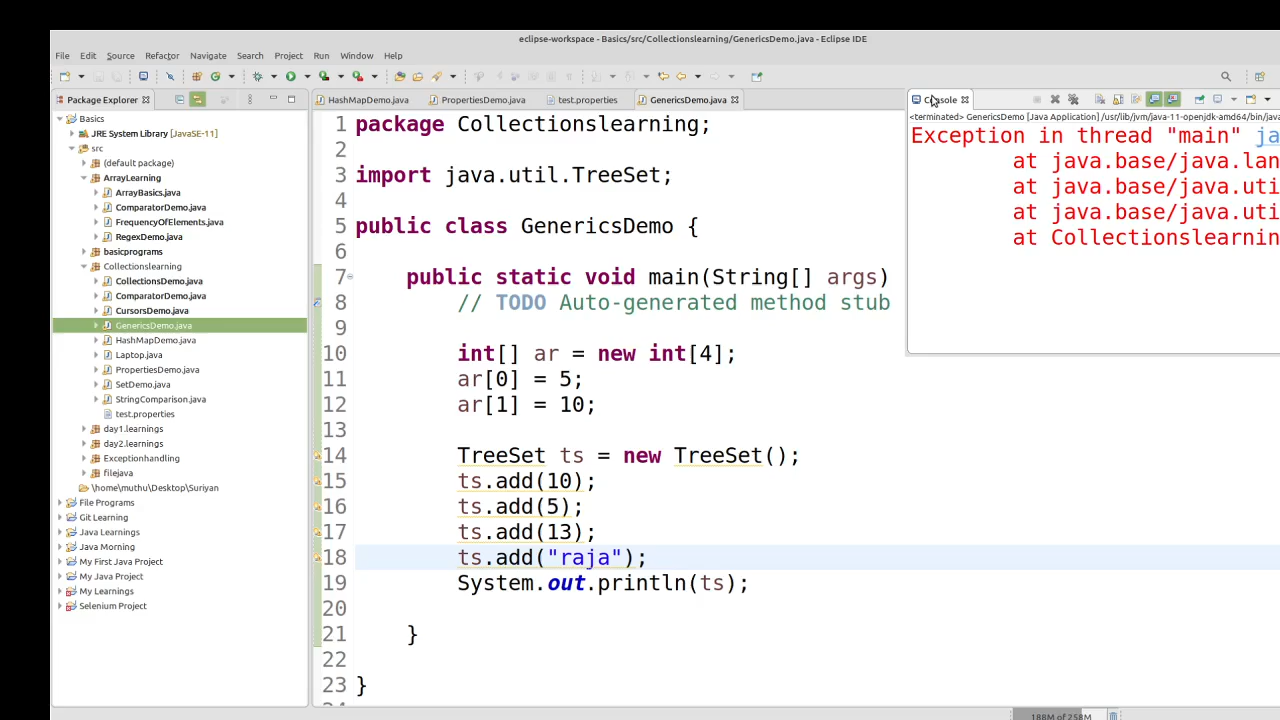 eclipse-workspace - Basics/src/Collectionslearning/GenericsDemo.java - Eclipse IDE
File Edit Source Refactor Navigate Search Project Run Window Help
Package Explorer
HashMapDemo.java
PropertiesDemo.java
test.properties
GenericsDemo.java
Console
Basics
JRE System Library [JavaSE-11]
src
(default package)
ArrayLearning
ArrayBasics.java
ComparatorDemo.java
FrequencyOfElements.java
RegexDemo.java
basicprograms
Collectionslearning
CollectionsDemo.java
ComparatorDemo.java
CursorsDemo.java
GenericsDemo.java
HashMapDemo.java
Laptop.java
PropertiesDemo.java
SetDemo.java
StringComparison.java
test.properties
day1.learnings
day2.learnings
Exceptionhandling
filejava
\home\muthu\Desktop\Suriyan
File Programs
Git Learning
Java Learnings
Java Morning
My First Java Project
My Java Project
My Learnings
Selenium Project
1 package Collectionslearning;
2
3 import java.util.TreeSet;
4
5 public class GenericsDemo {
6
7 public static void main(String[] args)
8 // TODO Auto-generated method stub
9
10 int[] ar = new int[4];
11 ar[0] = 5;
12 ar[1] = 10;
13
14 TreeSet ts = new TreeSet();
15 ts.add(10);
16 ts.add(5);
17 ts.add(13);
18 ts.add("raja");
19 System.out.println(ts);
20
21 }
22
23 }
<terminated> GenericsDemo [Java Application] /usr/lib/jvm/java-11-openjdk-amd64/bin/java
Exception in thread "main" ja
at java.base/java.lan
at java.base/java.uti
at java.base/java.uti
at Collectionslearnin
188M of 258M